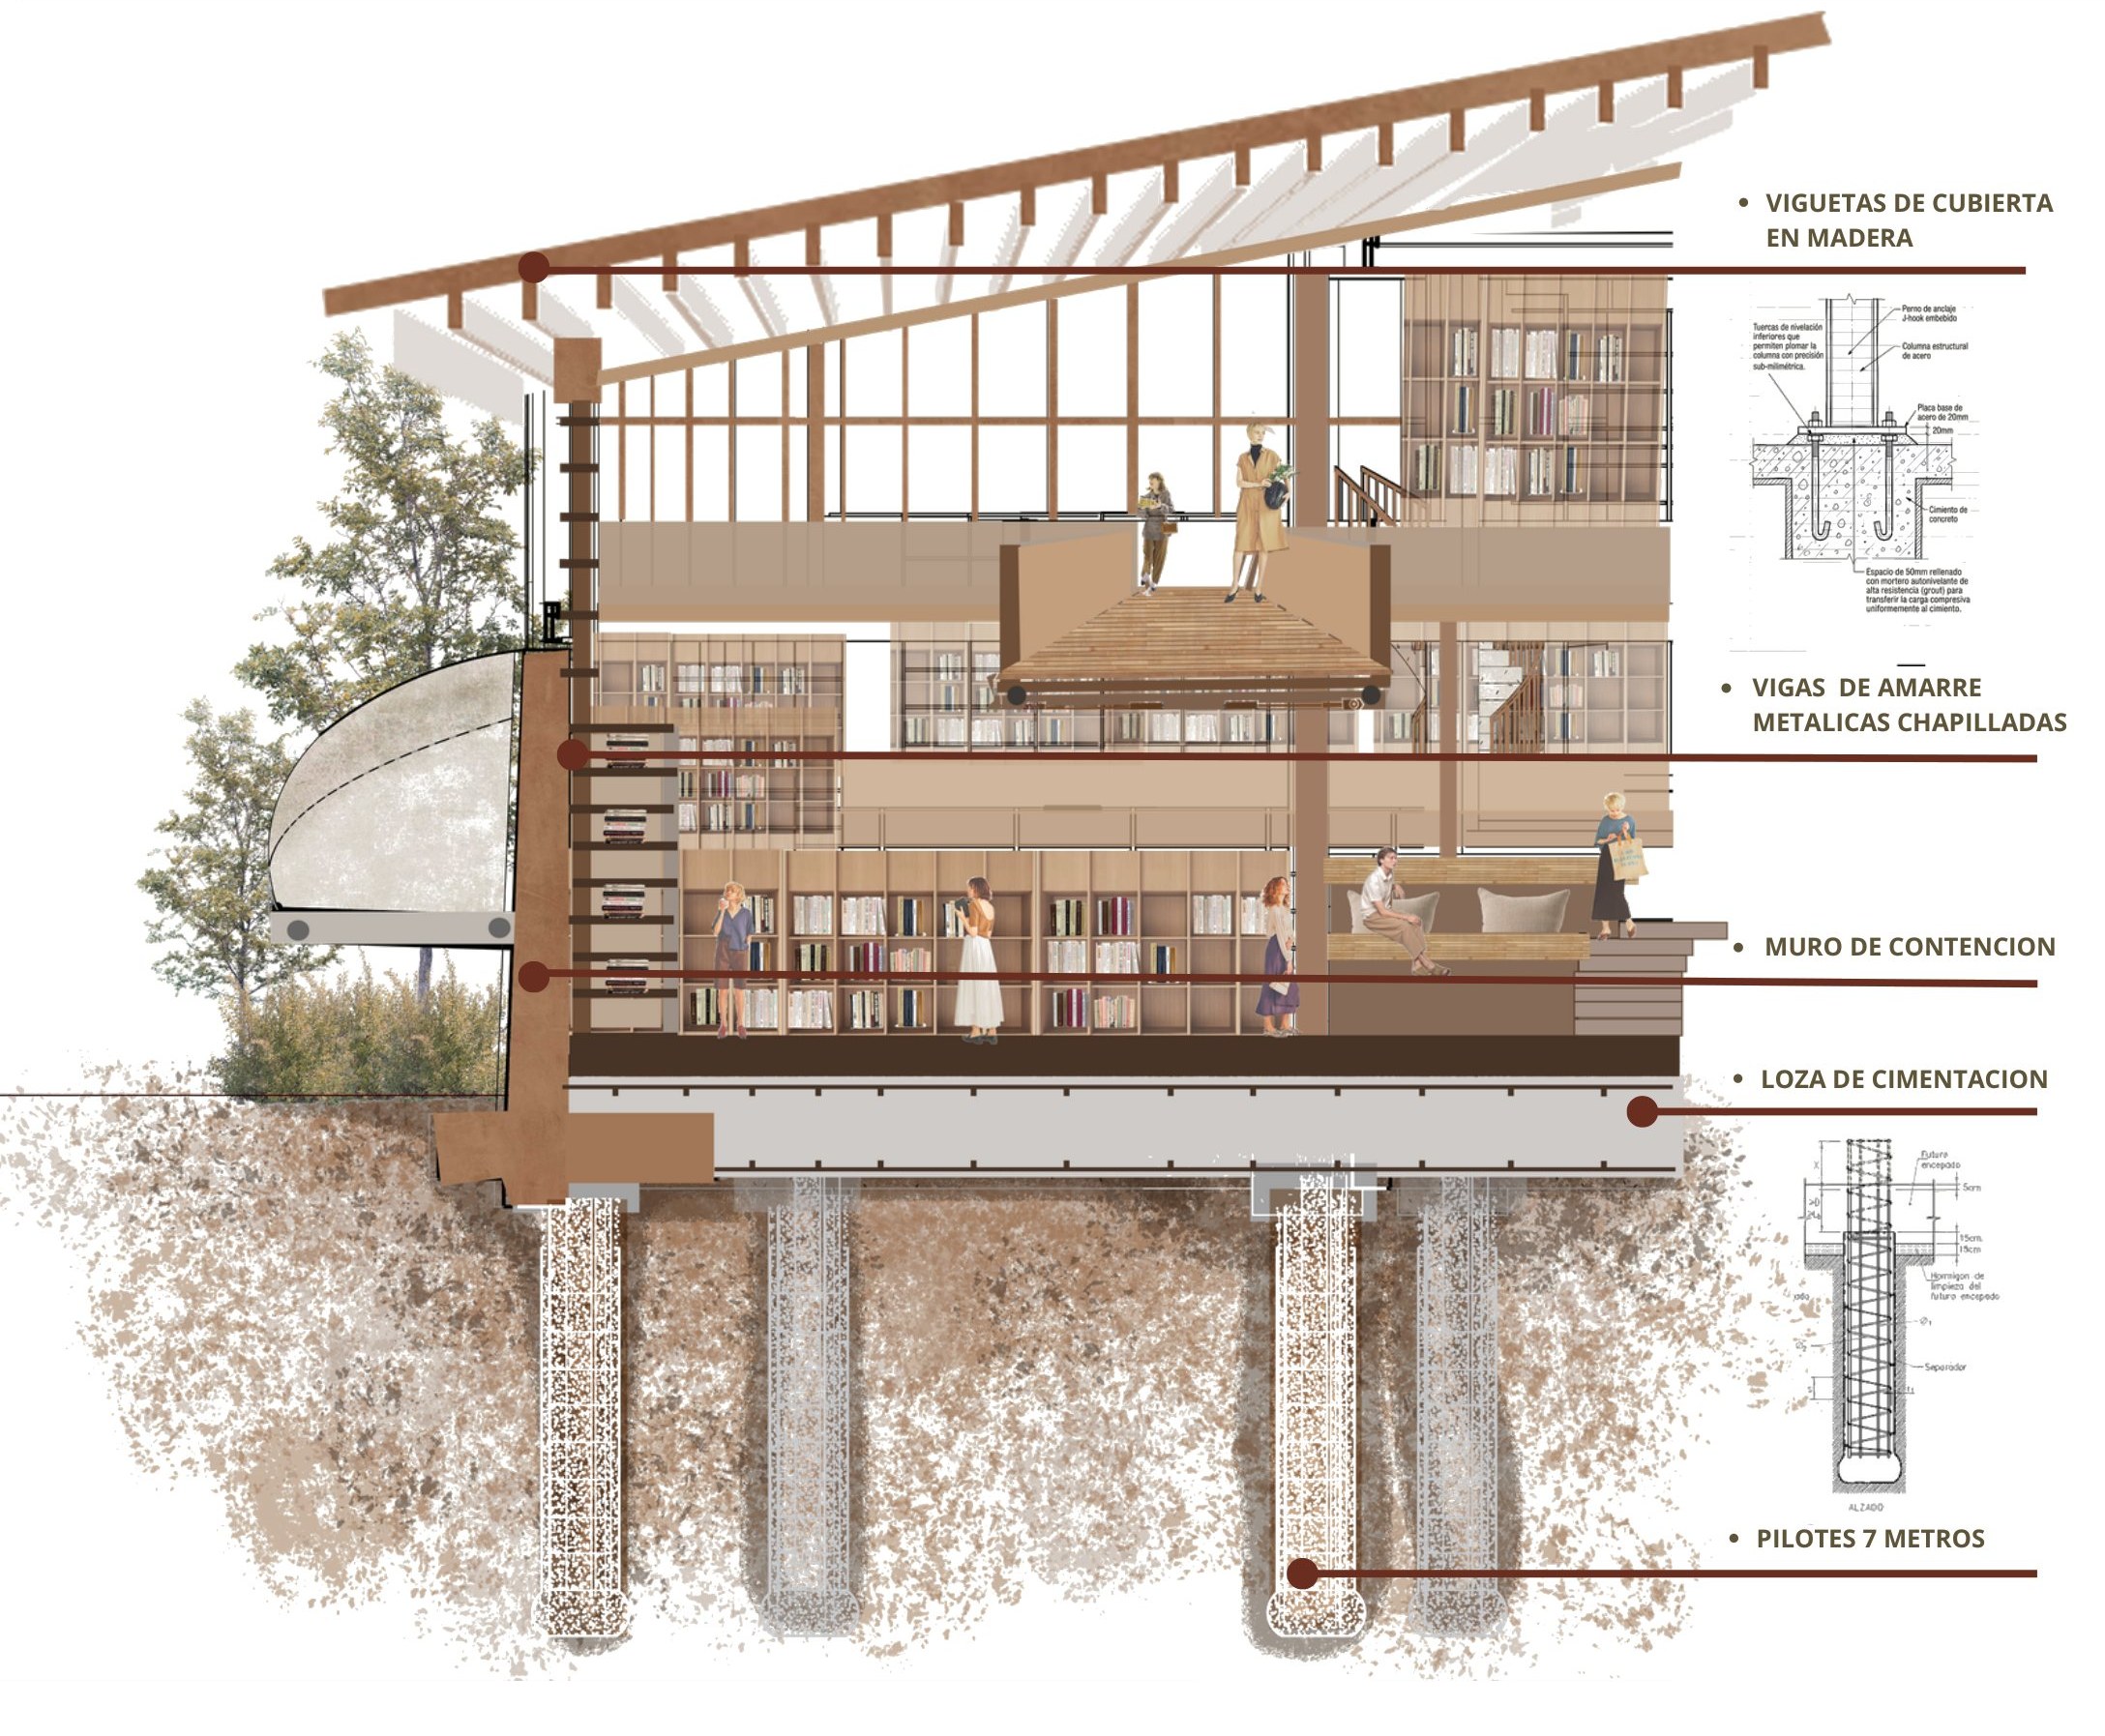 • VIGUETAS DE CUBIERTA
EN MADERA
Perno de anclaje
J-hook embebido
Tuercas de nivelación
inferiores que
permiten plomar la
columna con precisión
sub-milimétrica.
Columna estructural
de acero
Placa base de
acero de 20mm
20mm
Cimiento de
concreto
Espacio de 50mm rellenado
con mortero autonivelante de
alta resistencia (grout) para
transferir la carga compresiva
uniformemente al cimiento.
• VIGAS DE AMARRE
METALICAS CHAPILLADAS
• MURO DE CONTENCION
• LOZA DE CIMENTACION
Futuro
encepado
5cm
15cm.
15cm
Hormigon de
limpieza del
futuro encepado
Separador
ALZADO
• PILOTES 7 METROS